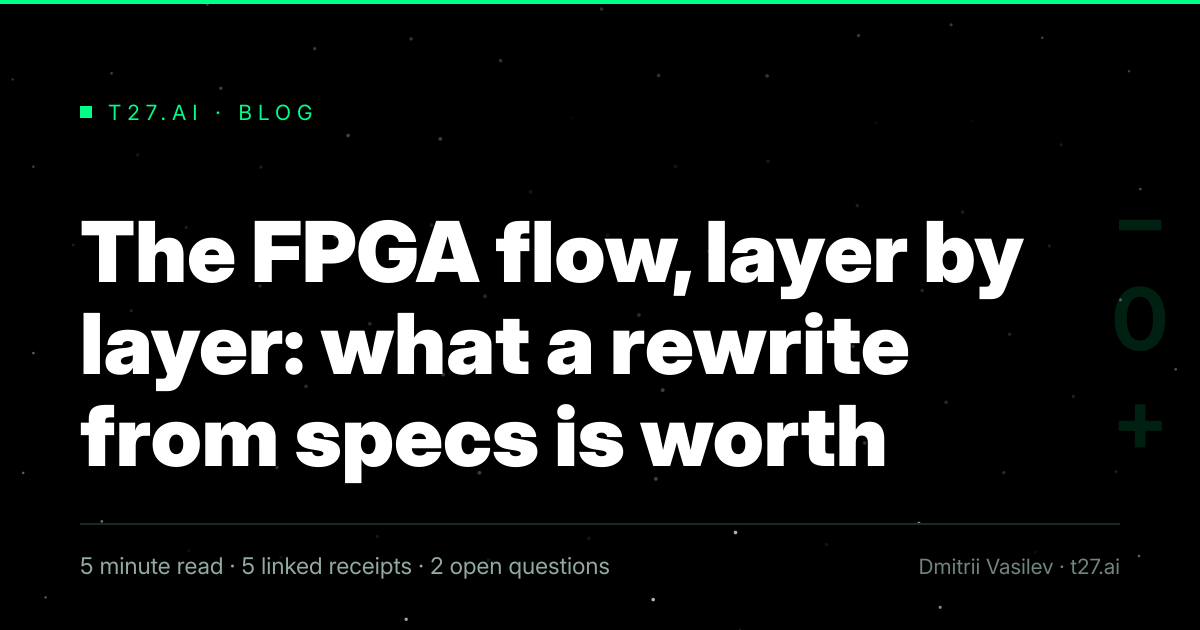 T27.AI · BLOG
The FPGA flow, layer by
layer: what a rewrite
from specs is worth
–
0
+
5 minute read · 5 linked receipts · 2 open questions
Dmitrii Vasilev · t27.ai